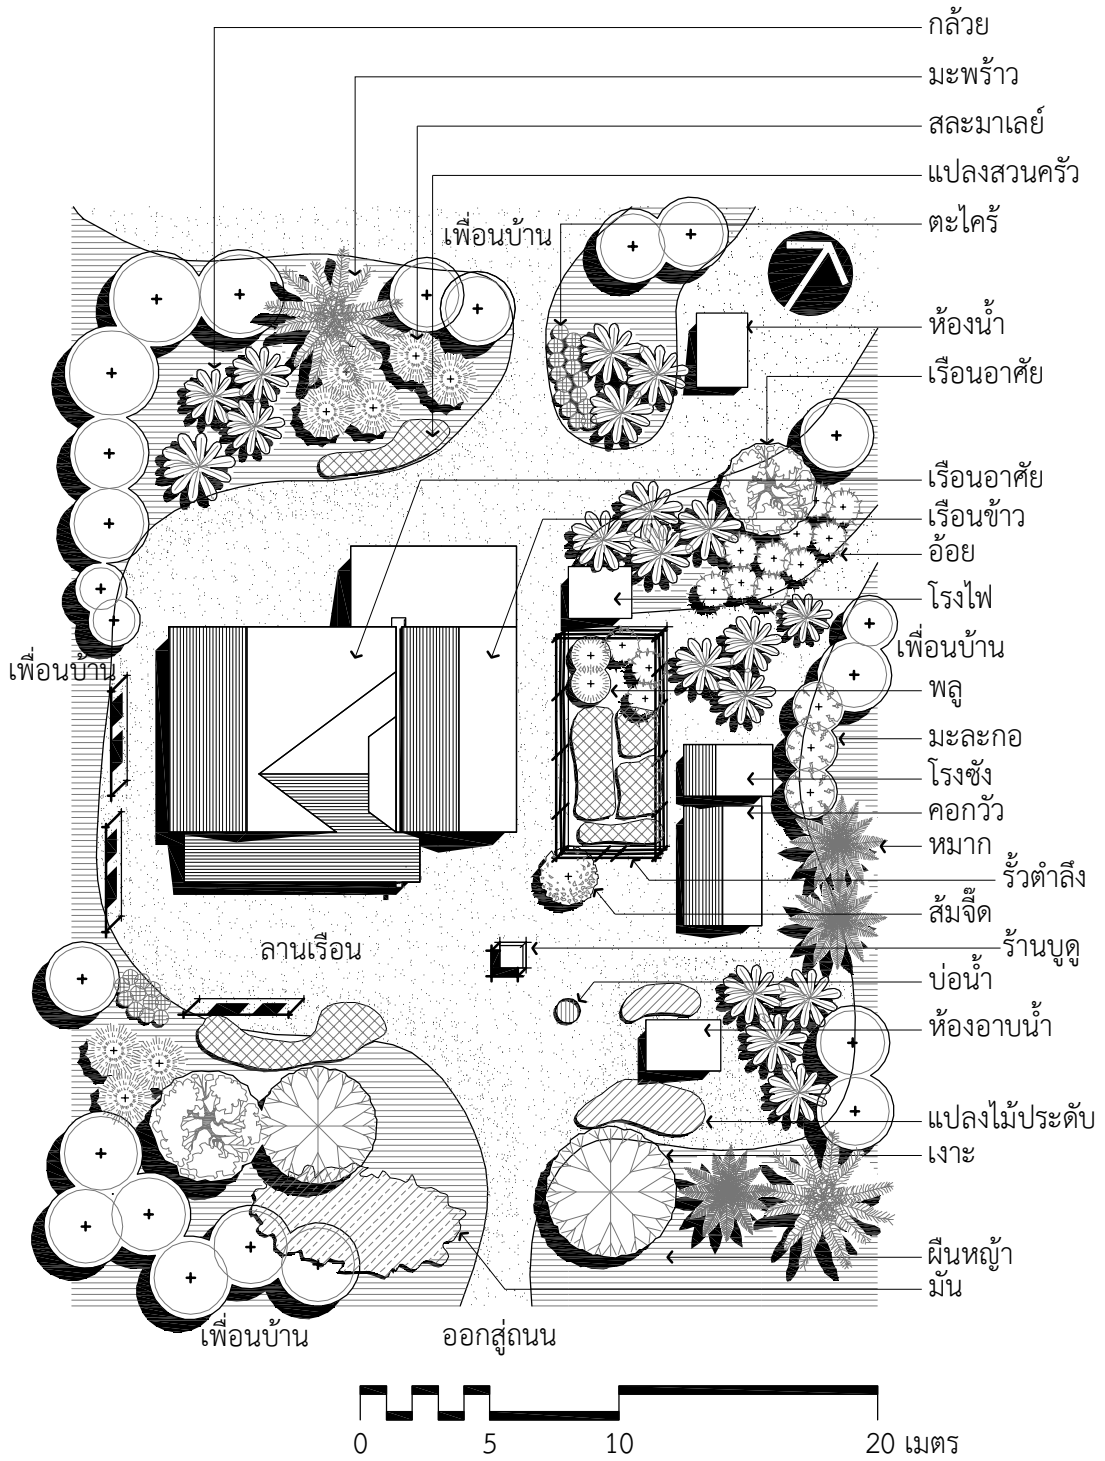 กล้วย
มะพร้าว
สละมาเลย์
แปลงสวนครัว
ตะไคร้
เพื่อนบ้าน
ห้องน้ำ
เรือนอาศัย
เรือนอาศัย
เรือนข้าว
อ้อย
โรงไฟ
เพื่อนบ้าน
เพื่อนบ้าน
พลู
มะละกอ
โรงซัง
คอกวัว
หมาก
รั้วตำลึง
ส้มจี๊ด
ลานเรือน
ร้านบูดู
บ่อน้ำ
ห้องอาบน้ำ
แปลงไม้ประดับ
เงาะ
ผืนหญ้า
มัน
เพื่อนบ้าน
ออกสู่ถนน
0 5 10 20 เมตร